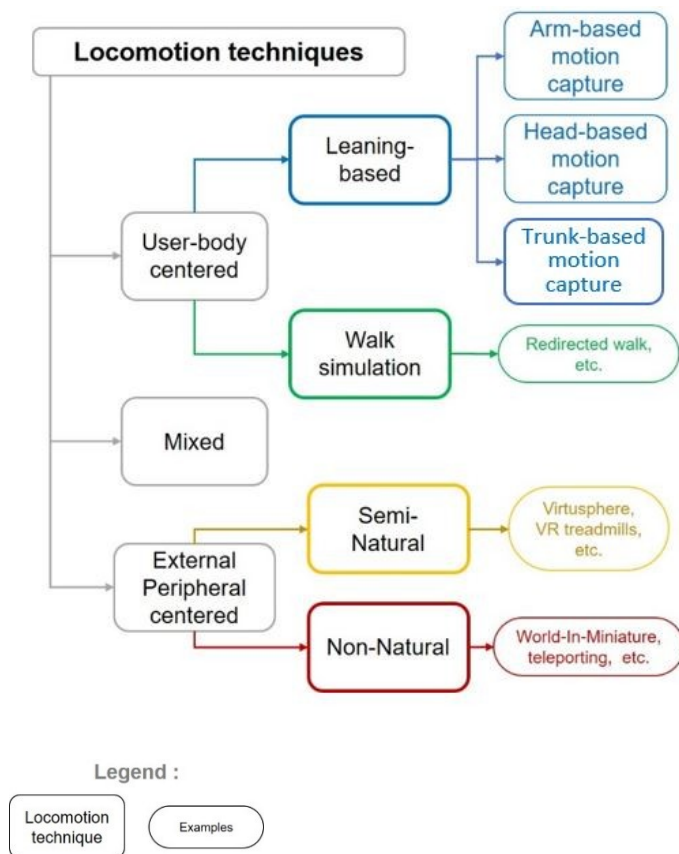 Locomotion techniques
Arm-based
motion
capture
Leaning-
based
Head-based
motion
capture
User-body
centered
Trunk-based
motion
capture
Walk
simulation
Redirected walk,
etc.
Mixed
Semi-
Natural
Virtusphere,
VR treadmills,
etc.
External
Peripheral
centered
Non-Natural
World-In-Miniature,
teleporting, etc.
Legend :
Locomotion
technique
Examples